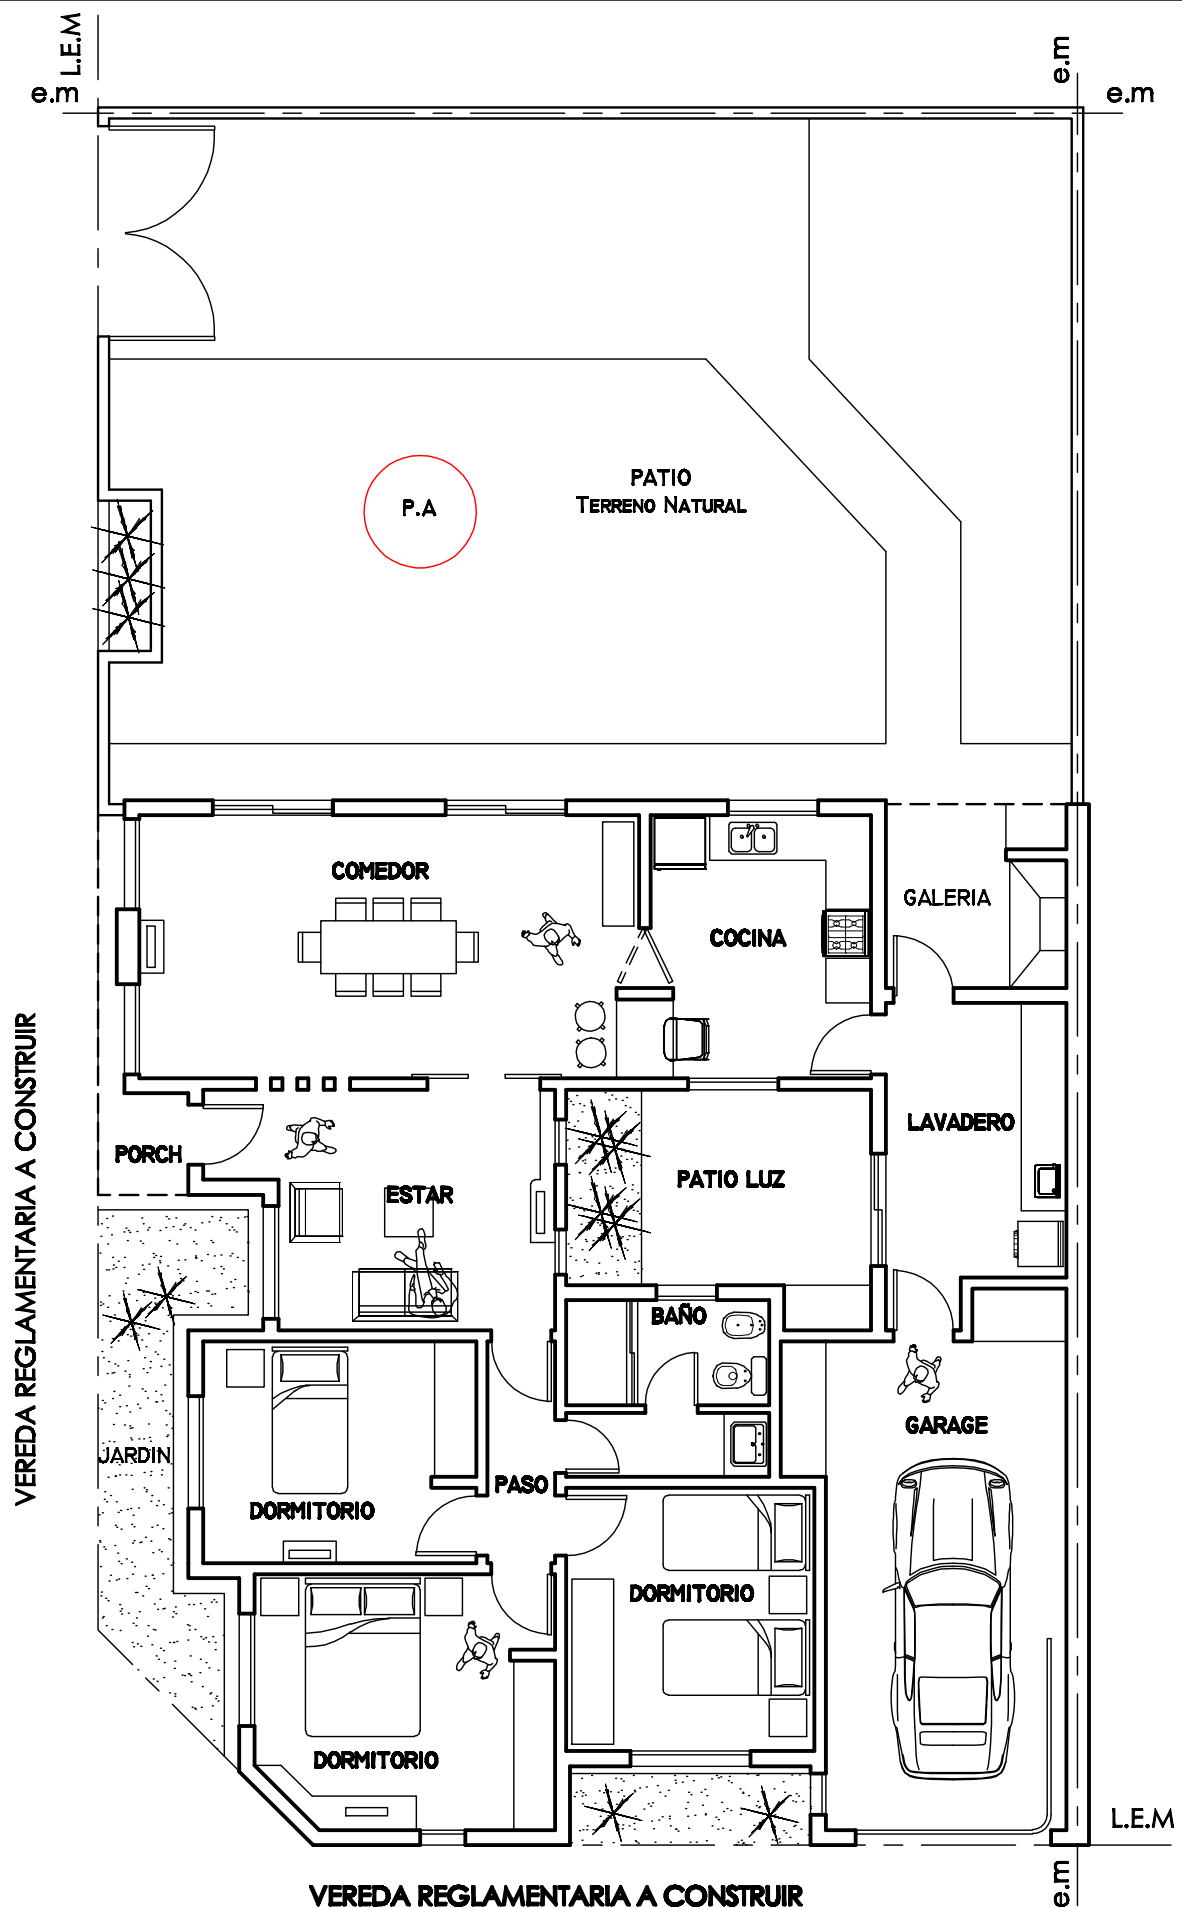 L.E.M
e.m
e.m
e.m
PATIO
TERRENO NATURAL
P.A
COMEDOR
GALERIA
COCINA
VEREDA REGLAMENTARIA A CONSTRUIR
LAVADERO
PORCH
PATIO LUZ
ESTAR
BAÑO
GARAGE
JARDIN
PASO
DORMITORIO
DORMITORIO
DORMITORIO
L.E.M
e.m
VEREDA REGLAMENTARIA A CONSTRUIR